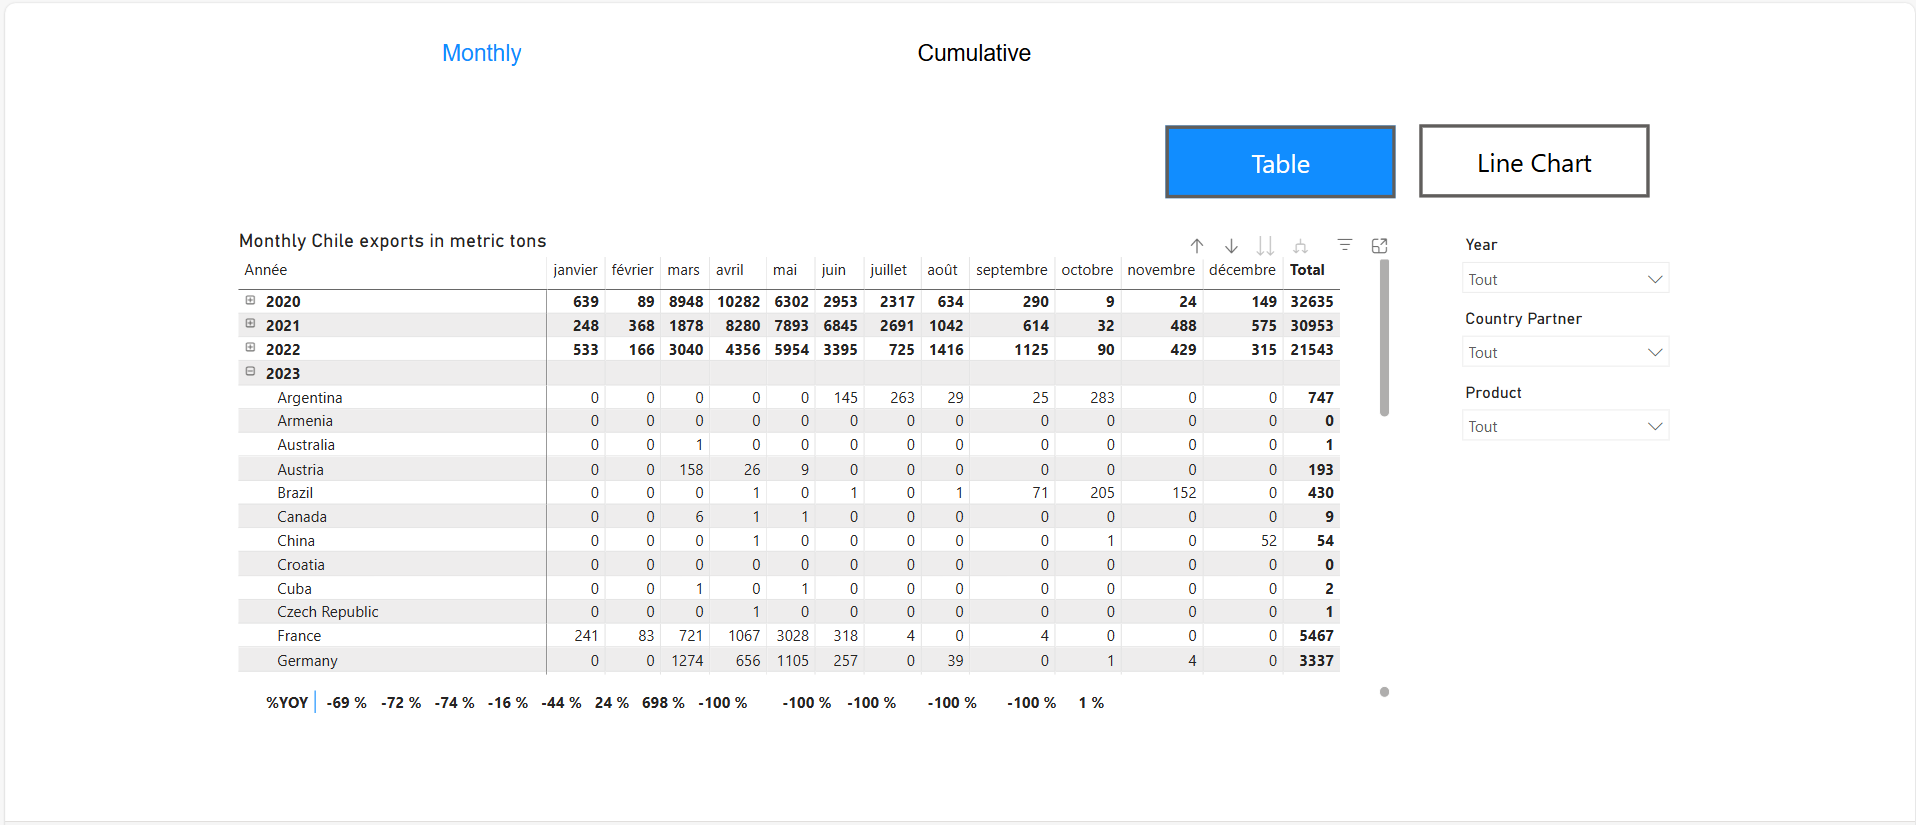 Monthly Cumulative
Table Line Chart
Monthly Chile exports in metric tons
Année janvier février mars avril mai juin juillet août septembre octobre novembre décembre Total
2020 639 89 8948 10282 6302 2953 2317 634 290 9 24 149 32635
2021 248 368 1878 8280 7893 6845 2691 1042 614 32 488 575 30953
2022 533 166 3040 4356 5954 3395 725 1416 1125 90 429 315 21543
2023
Argentina 0 0 0 0 0 145 263 29 25 283 0 0 747
Armenia 0 0 0 0 0 0 0 0 0 0 0 0 0
Australia 0 0 1 0 0 0 0 0 0 0 0 0 1
Austria 0 0 158 26 9 0 0 0 0 0 0 0 193
Brazil 0 0 0 1 0 1 0 1 71 205 152 0 430
Canada 0 0 6 1 1 0 0 0 0 0 0 0 9
China 0 0 0 1 0 0 0 0 0 1 0 52 54
Croatia 0 0 0 0 0 0 0 0 0 0 0 0 0
Cuba 0 0 1 0 1 0 0 0 0 0 0 0 2
Czech Republic 0 0 0 1 0 0 0 0 0 0 0 0 1
France 241 83 721 1067 3028 318 4 0 4 0 0 0 5467
Germany 0 0 1274 656 1105 257 0 39 0 1 4 0 3337
%YOY -69 % -72 % -74 % -16 % -44 % 24 % 698 % -100 % -100 % -100 % -100 % -100 % 1 %
Year
Tout
Country Partner
Tout
Product
Tout